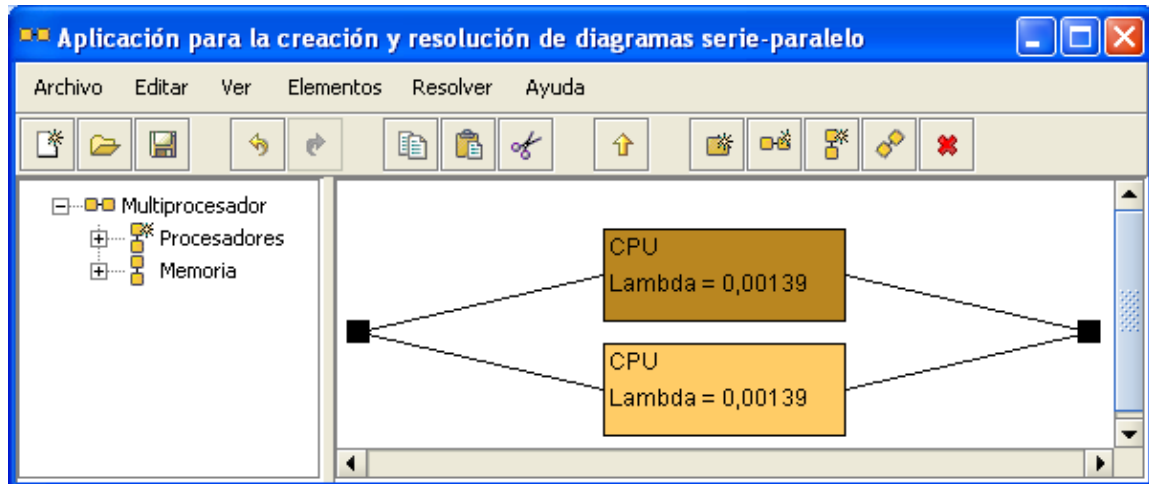 Aplicación para la creación y resolución de diagramas serie-paralelo
Archivo Editar Ver Elementos Resolver Ayuda
Multiprocesador
Procesadores
Memoria
CPU
Lambda = 0,00139
CPU
Lambda = 0,00139